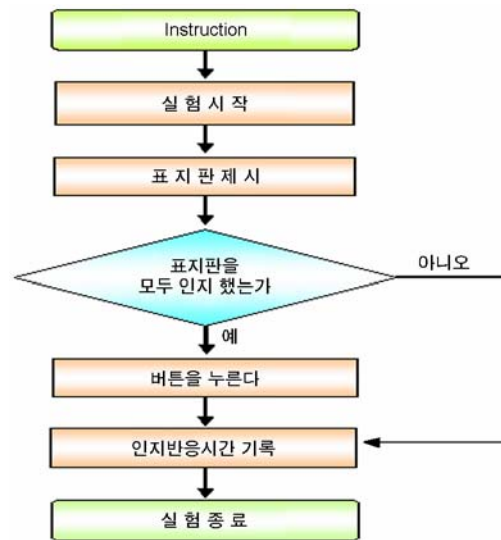 Instruction
실 험 시 작
표 지 판 제 시
표지판을
모두 인지 했는가
아니오
예
버튼을 누른다
인지반응시간 기록
실 험 종 료